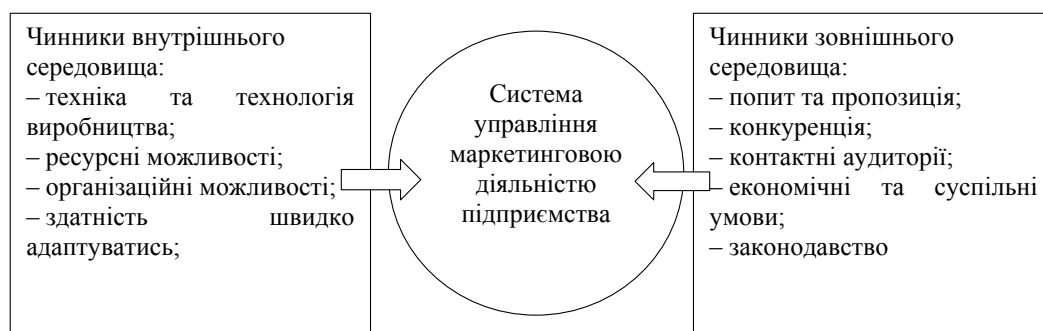 Чинники внутрішнього
середовища:
– техніка та технологія
виробництва;
– ресурсні можливості;
– організаційні можливості;
– здатність швидко
адаптуватись;
Система
управління
маркетинговою
діяльністю
підприємства
Чинники зовнішнього
середовища:
– попит та пропозиція;
– конкуренція;
– контактні аудиторії;
– економічні та суспільні
умови;
– законодавство